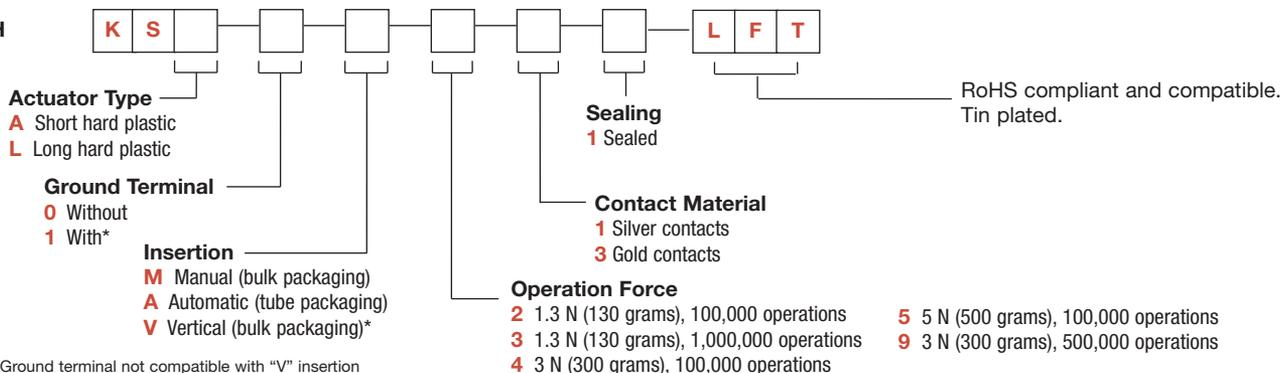 K S L F T
Actuator Type
A Short hard plastic
L Long hard plastic
Ground Terminal
0 Without
1 With*
Insertion
M Manual (bulk packaging)
A Automatic (tube packaging)
V Vertical (bulk packaging)*
Ground terminal not compatible with “V” insertion
Operation Force
2 1.3 N (130 grams), 100,000 operations
3 1.3 N (130 grams), 1,000,000 operations
4 3 N (300 grams), 100,000 operations
5 5 N (500 grams), 100,000 operations
9 3 N (300 grams), 500,000 operations
Contact Material
1 Silver contacts
3 Gold contacts
Sealing
1 Sealed
RoHS compliant and compatible.
Tin plated.